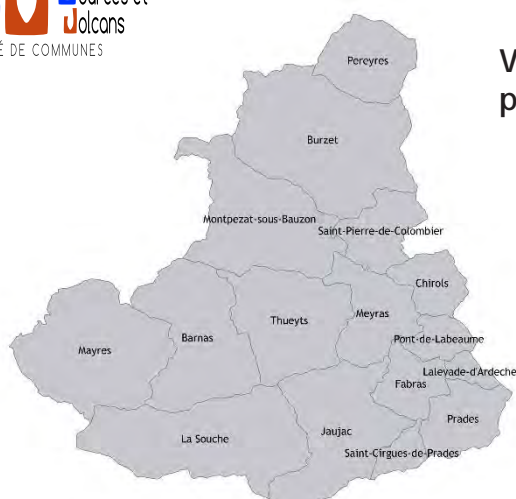 Volcans
É DE COMMUNES
V
p
Pereyres
Burzet
Montpezat-sous-Bauzon
Saint-Pierre-de-Colombier
Chirols
Meyras
Thueyts
Barnas
Mayres
Pont-de-Labeaume
Lalevade-d'Ardeche
Fabras
Prades
Jaujac
La Souche
Saint-Cirgues-de-Prades